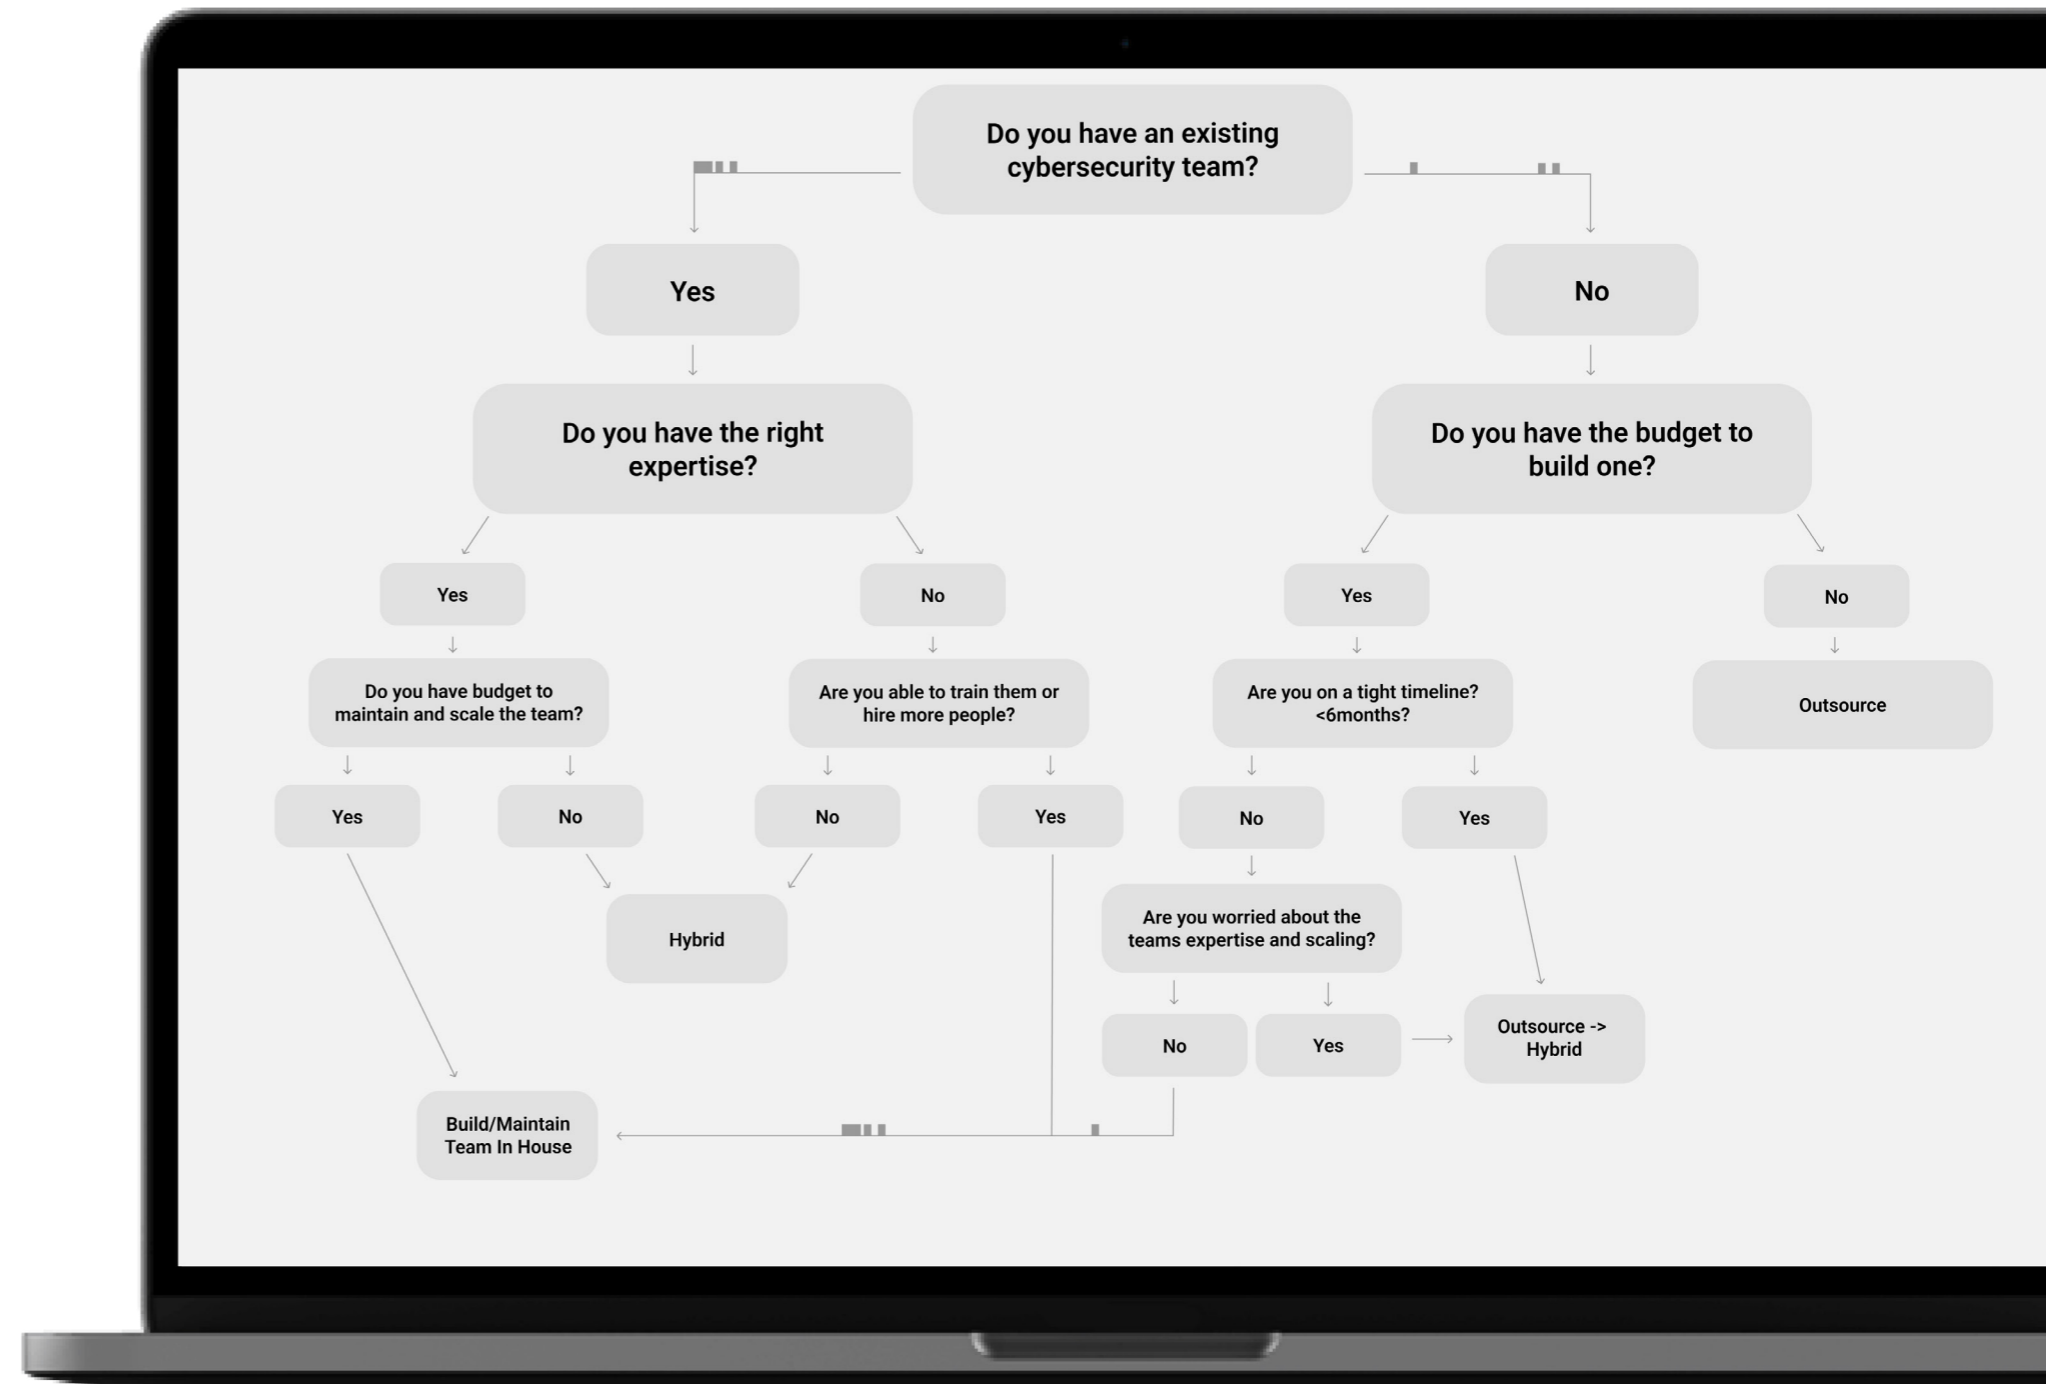 Do you have an existing
cybersecurity team?
Yes
No
Do you have the right
expertise?
Do you have the budget to
build one?
Yes
No
Yes
No
Do you have budget to
maintain and scale the team?
Are you able to train them or
hire more people?
Are you on a tight timeline?
<6months?
Outsource
Yes
No
No
Yes
No
Yes
Hybrid
Are you worried about the
teams expertise and scaling?
No
Yes
Outsource ->
Hybrid
Build/Maintain
Team In House